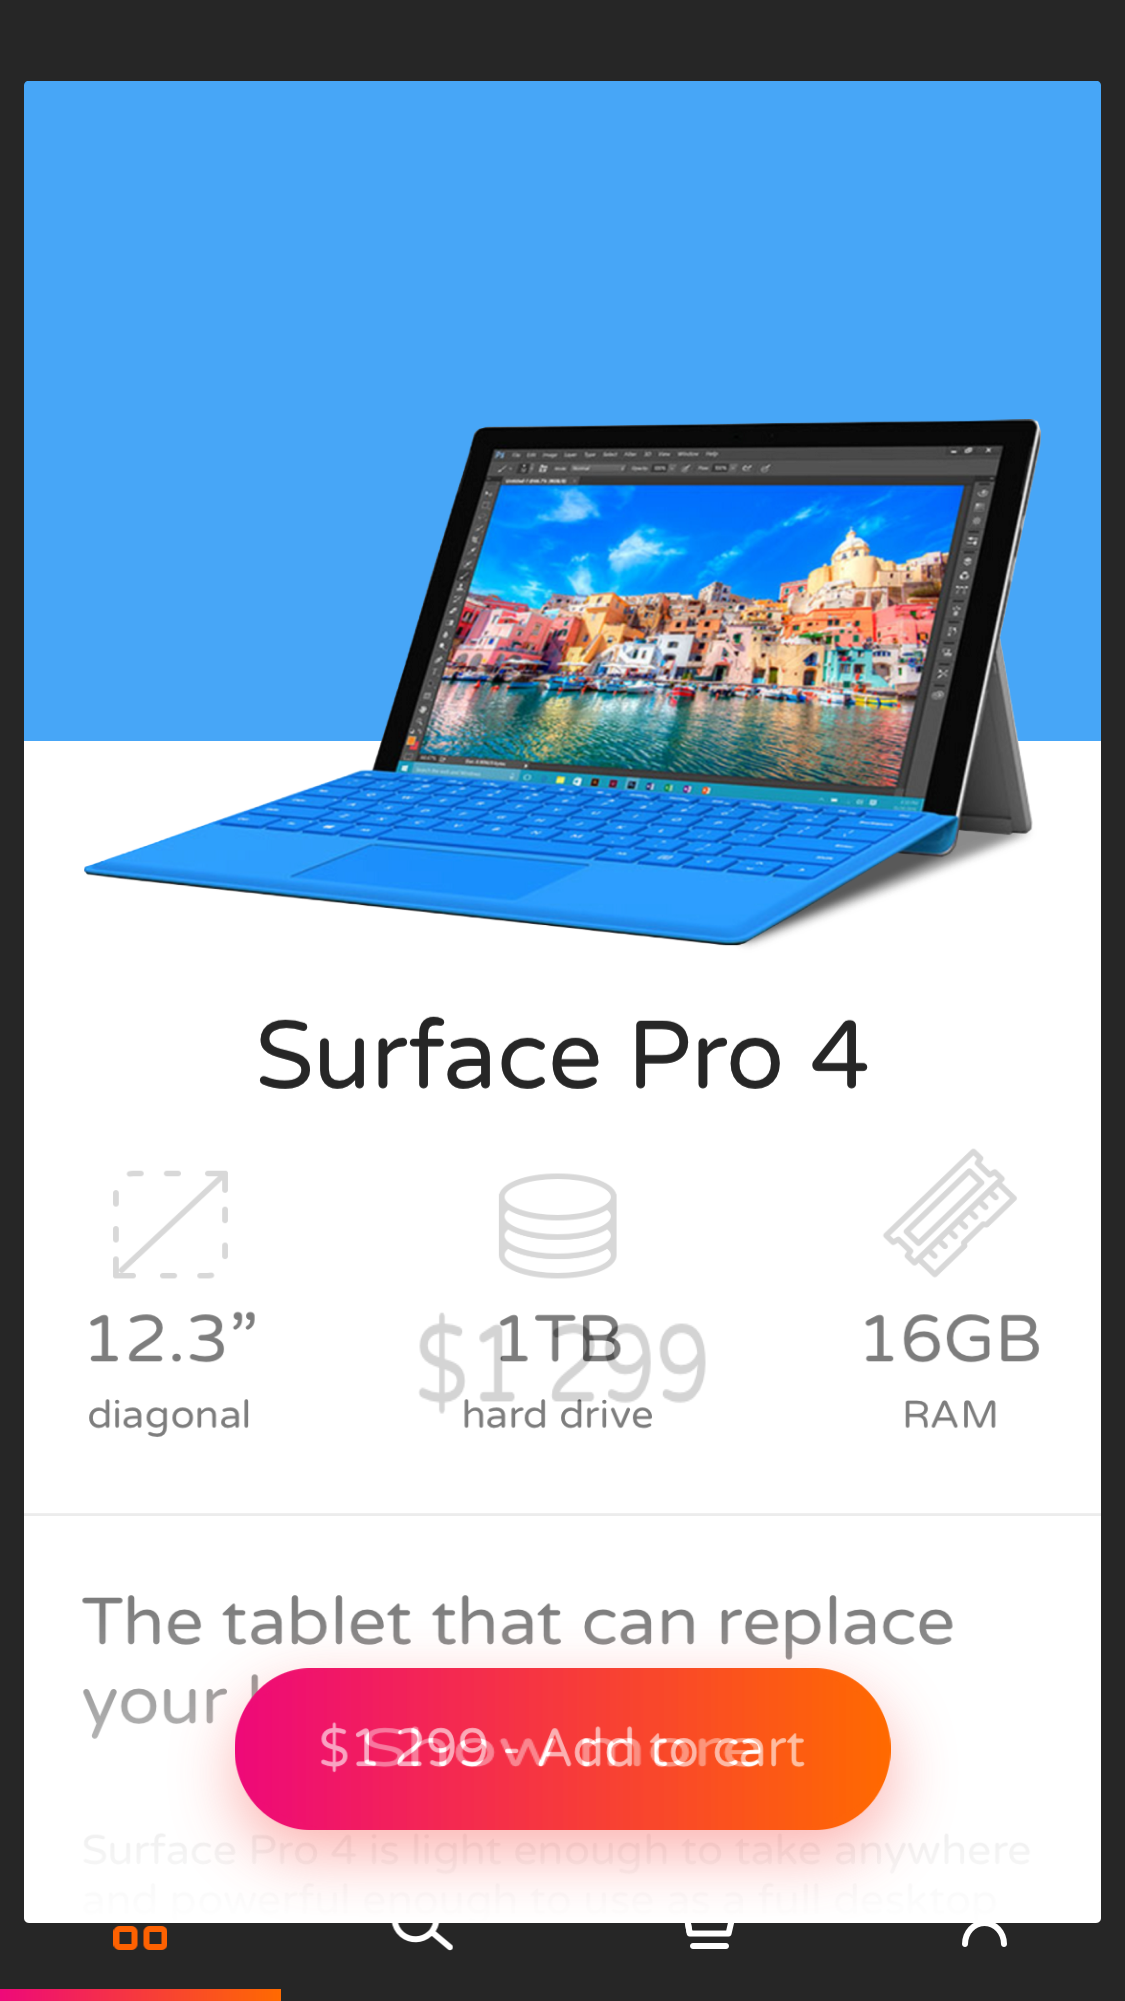 Surface Pro 4
12.3” 1TB 16GB
$1 299
diagonal hard drive RAM
The tablet that can replace
your
$1 299 - Add to cart
Show more
Surface Pro 4 is light enough to take anywhere
and powerful enough to use as a full desktop